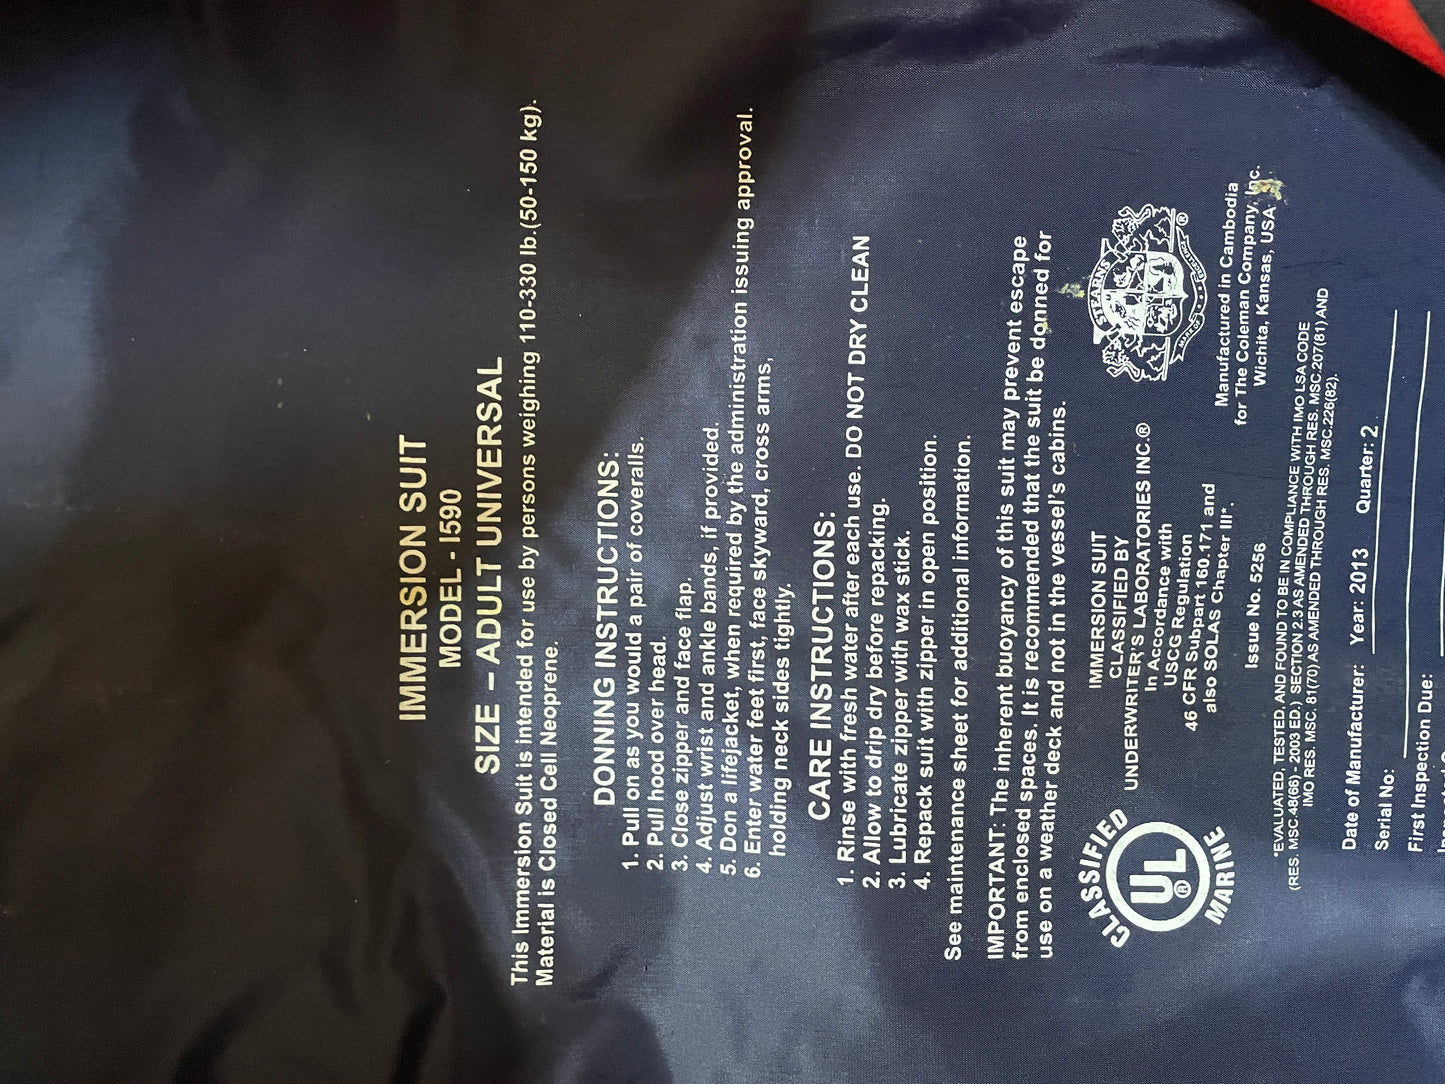 IMMERSION SUIT
MODEL - I590
SIZE – ADULT UNIVERSAL
This Immersion Suit is intended for use by persons weighing 110-330 lb.(50-150 kg).
Material is Closed Cell Neoprene.
DONNING INSTRUCTIONS:
1. Pull on as you would a pair of coveralls.
2. Pull hood over head.
3. Close zipper and face flap.
4. Adjust wrist and ankle bands, if provided.
5. Don a lifejacket, when required by the administration issuing approval.
6. Enter water feet first, face skyward, cross arms,
holding neck sides tightly.
CARE INSTRUCTIONS:
1. Rinse with fresh water after each use. DO NOT DRY CLEAN
2. Allow to drip dry before repacking.
3. Lubricate zipper with wax stick.
4. Repack suit with zipper in open position.
See maintenance sheet for additional information.
IMPORTANT: The inherent buoyancy of this suit may prevent escape
from enclosed spaces. It is recommended that the suit be donned for
use on a weather deck and not in the vessel's cabins.
CLASSIFIED
UL®
MARINE
IMMERSION SUIT
CLASSIFIED BY
UNDERWRITER'S LABORATORIES INC.®
In Accordance with
USCG Regulation
46 CFR Subpart 160.171 and
also SOLAS Chapter III*.
Issue No. 5256
STEARNS
®
Manufactured in Cambodia
for The Coleman Company, Inc.
Wichita, Kansas, USA
*EVALUATED, TESTED, AND FOUND TO BE IN COMPLIANCE WITH IMO LSA CODE
(RES. MSC.48(66) - 2003 ED.) SECTION 2.3 AS AMENDED THROUGH RES. MSC.207(81) AND
IMO RES. MSC. 81(70) AS AMENDED THROUGH RES. MSC.226(82).
Date of Manufacturer: Year: 2013 Quarter: 2
Serial No:
First Inspection Due: